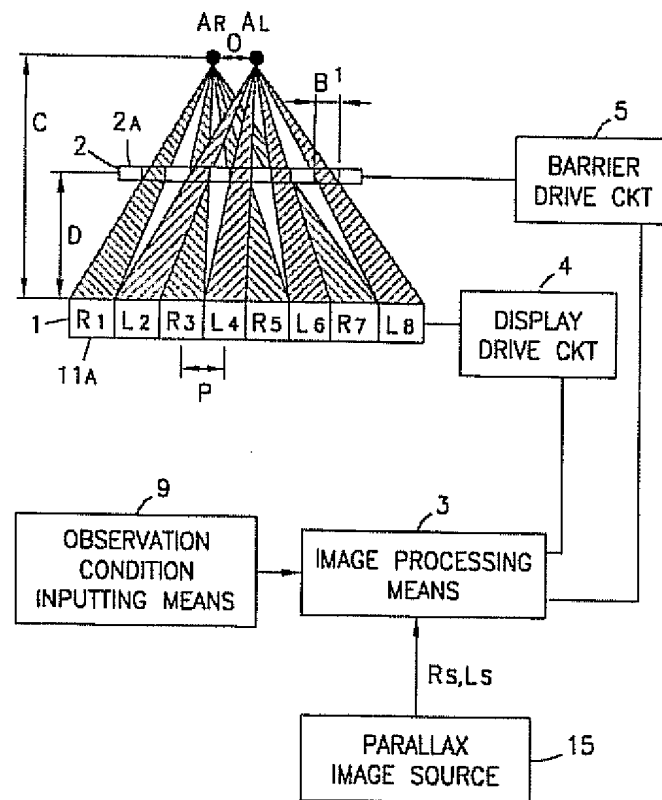 AR AL
O
B 1
C
2A
2
5
BARRIER
DRIVE CKT
D
4
1
R1 L2 R3 L4 R5 L6 R7 L8
DISPLAY
DRIVE CKT
11A
P
9
OBSERVATION
CONDITION
INPUTTING MEANS
3
IMAGE PROCESSING
MEANS
Rs,Ls
PARALLAX
IMAGE SOURCE
15